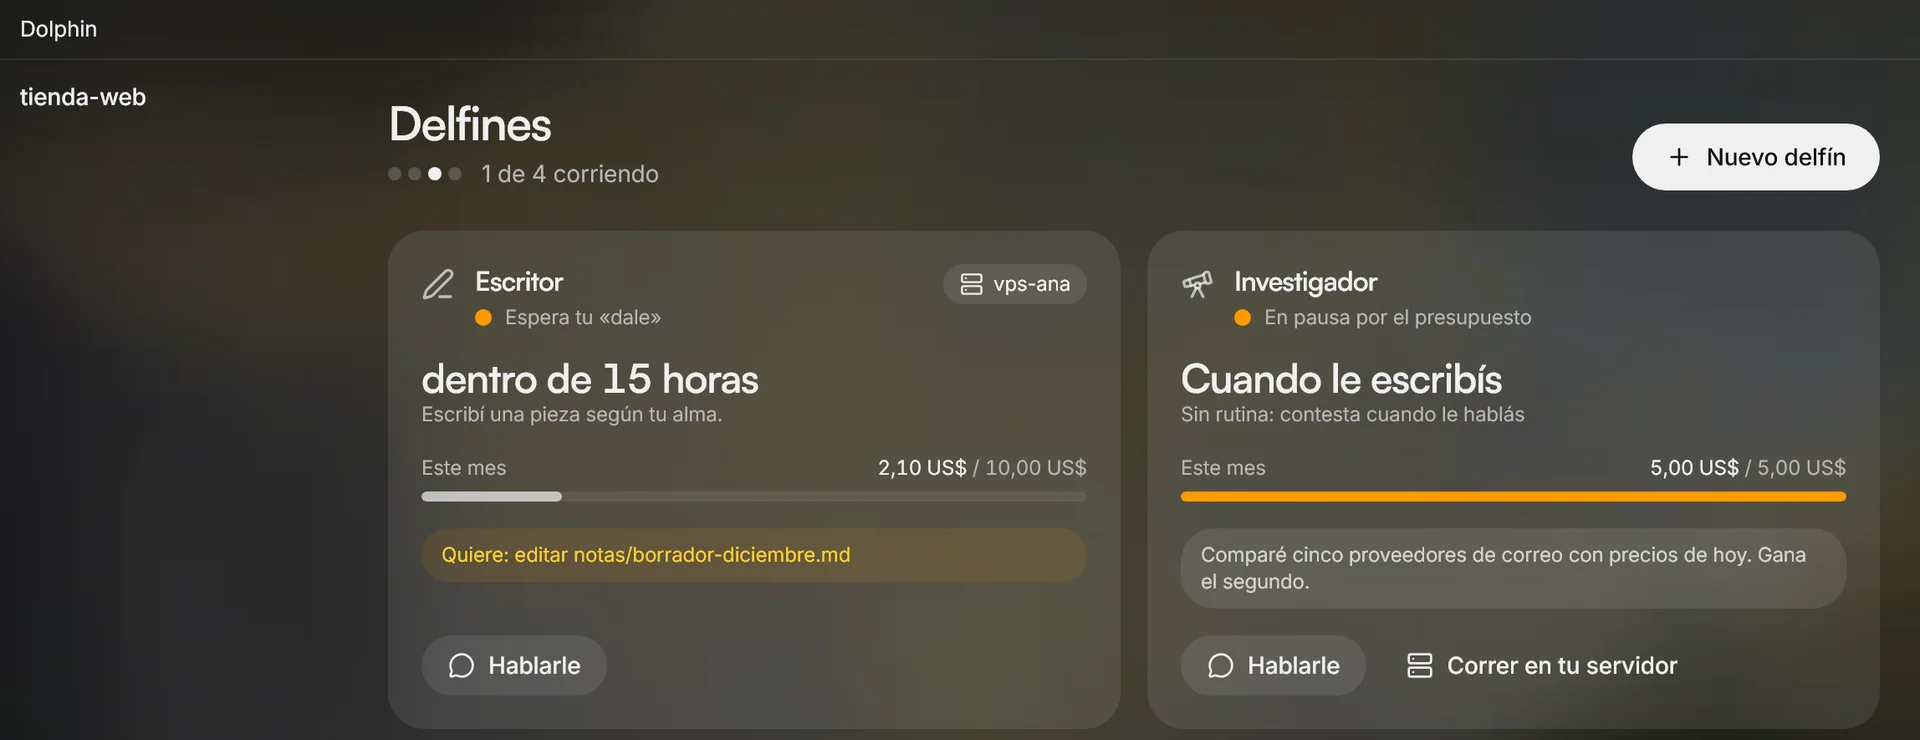 Dolphin
tienda-web
Delfines
1 de 4 corriendo
+ Nuevo delfín
Escritor
vps-ana
Espera tu «dale»
dentro de 15 horas
Escribí una pieza según tu alma.
Este mes
2,10 US$ / 10,00 US$
Quiere: editar notas/borrador-diciembre.md
Hablarle
Investigador
En pausa por el presupuesto
Cuando le escribís
Sin rutina: contesta cuando le hablás
Este mes
5,00 US$ / 5,00 US$
Comparé cinco proveedores de correo con precios de hoy. Gana
el segundo.
Hablarle
Correr en tu servidor